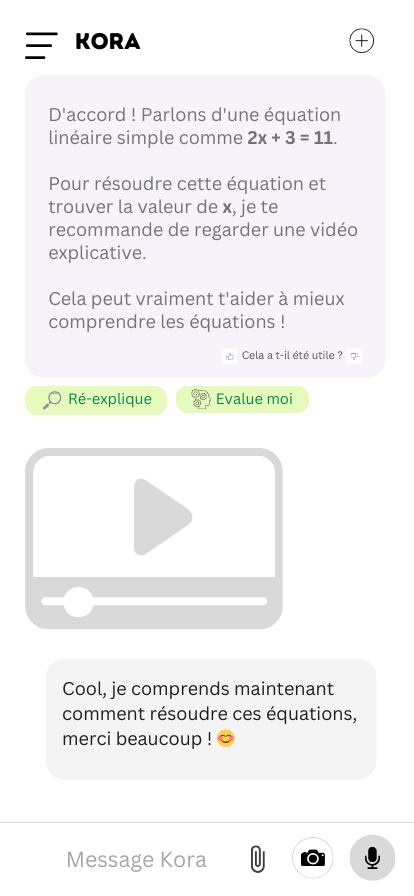 KORA
D'accord ! Parlons d'une équation
linéaire simple comme 2x + 3 = 11.
Pour résoudre cette équation et
trouver la valeur de x, je te
recommande de regarder une vidéo
explicative.
Cela peut vraiment t'aider à mieux
comprendre les équations !
Cela a t-il été utile ?
Ré-explique
Evalue moi
Cool, je comprends maintenant
comment résoudre ces équations,
merci beaucoup ! 😊
Message Kora